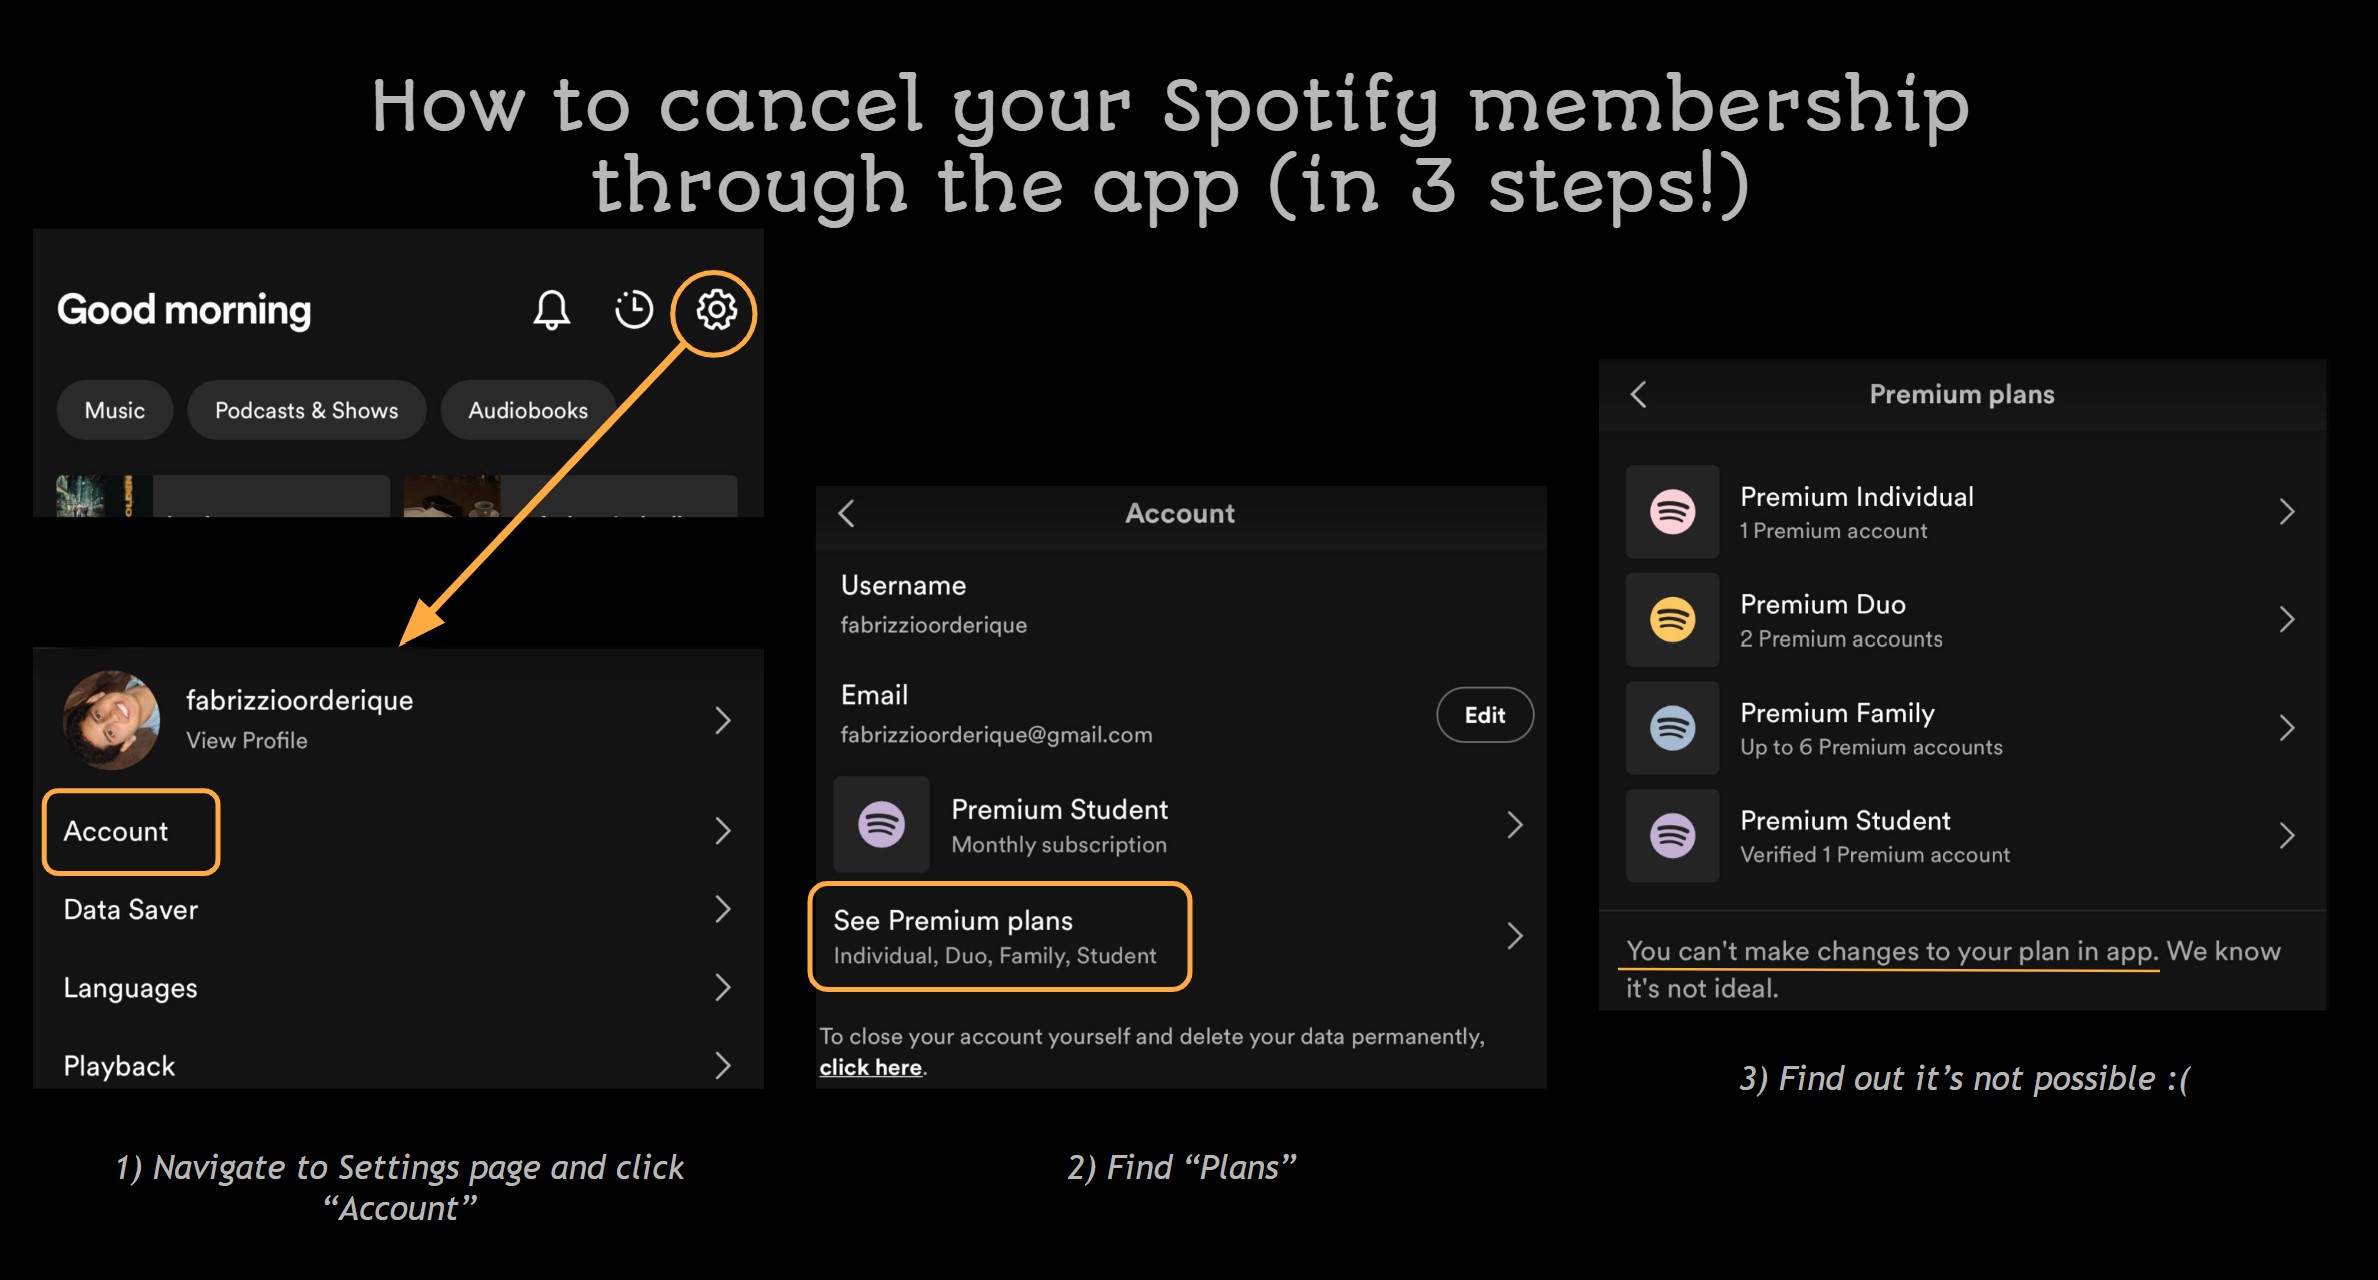 How to cancel your Spotify membership
through the app (in 3 steps!)
Good morning
Music
Podcasts & Shows
Audiobooks
OLDEN
fabrizzioorderique
View Profile
Account
Data Saver
Languages
Playback
1) Navigate to Settings page and click
“Account”
Account
Username
fabrizzioorderique
Email
fabrizzioorderique@gmail.com
Edit
Premium Student
Monthly subscription
See Premium plans
Individual, Duo, Family, Student
To close your account yourself and delete your data permanently,
click here.
2) Find “Plans”
Premium plans
Premium Individual
1 Premium account
Premium Duo
2 Premium accounts
Premium Family
Up to 6 Premium accounts
Premium Student
Verified 1 Premium account
You can't make changes to your plan in app. We know
it's not ideal.
3) Find out it’s not possible :(